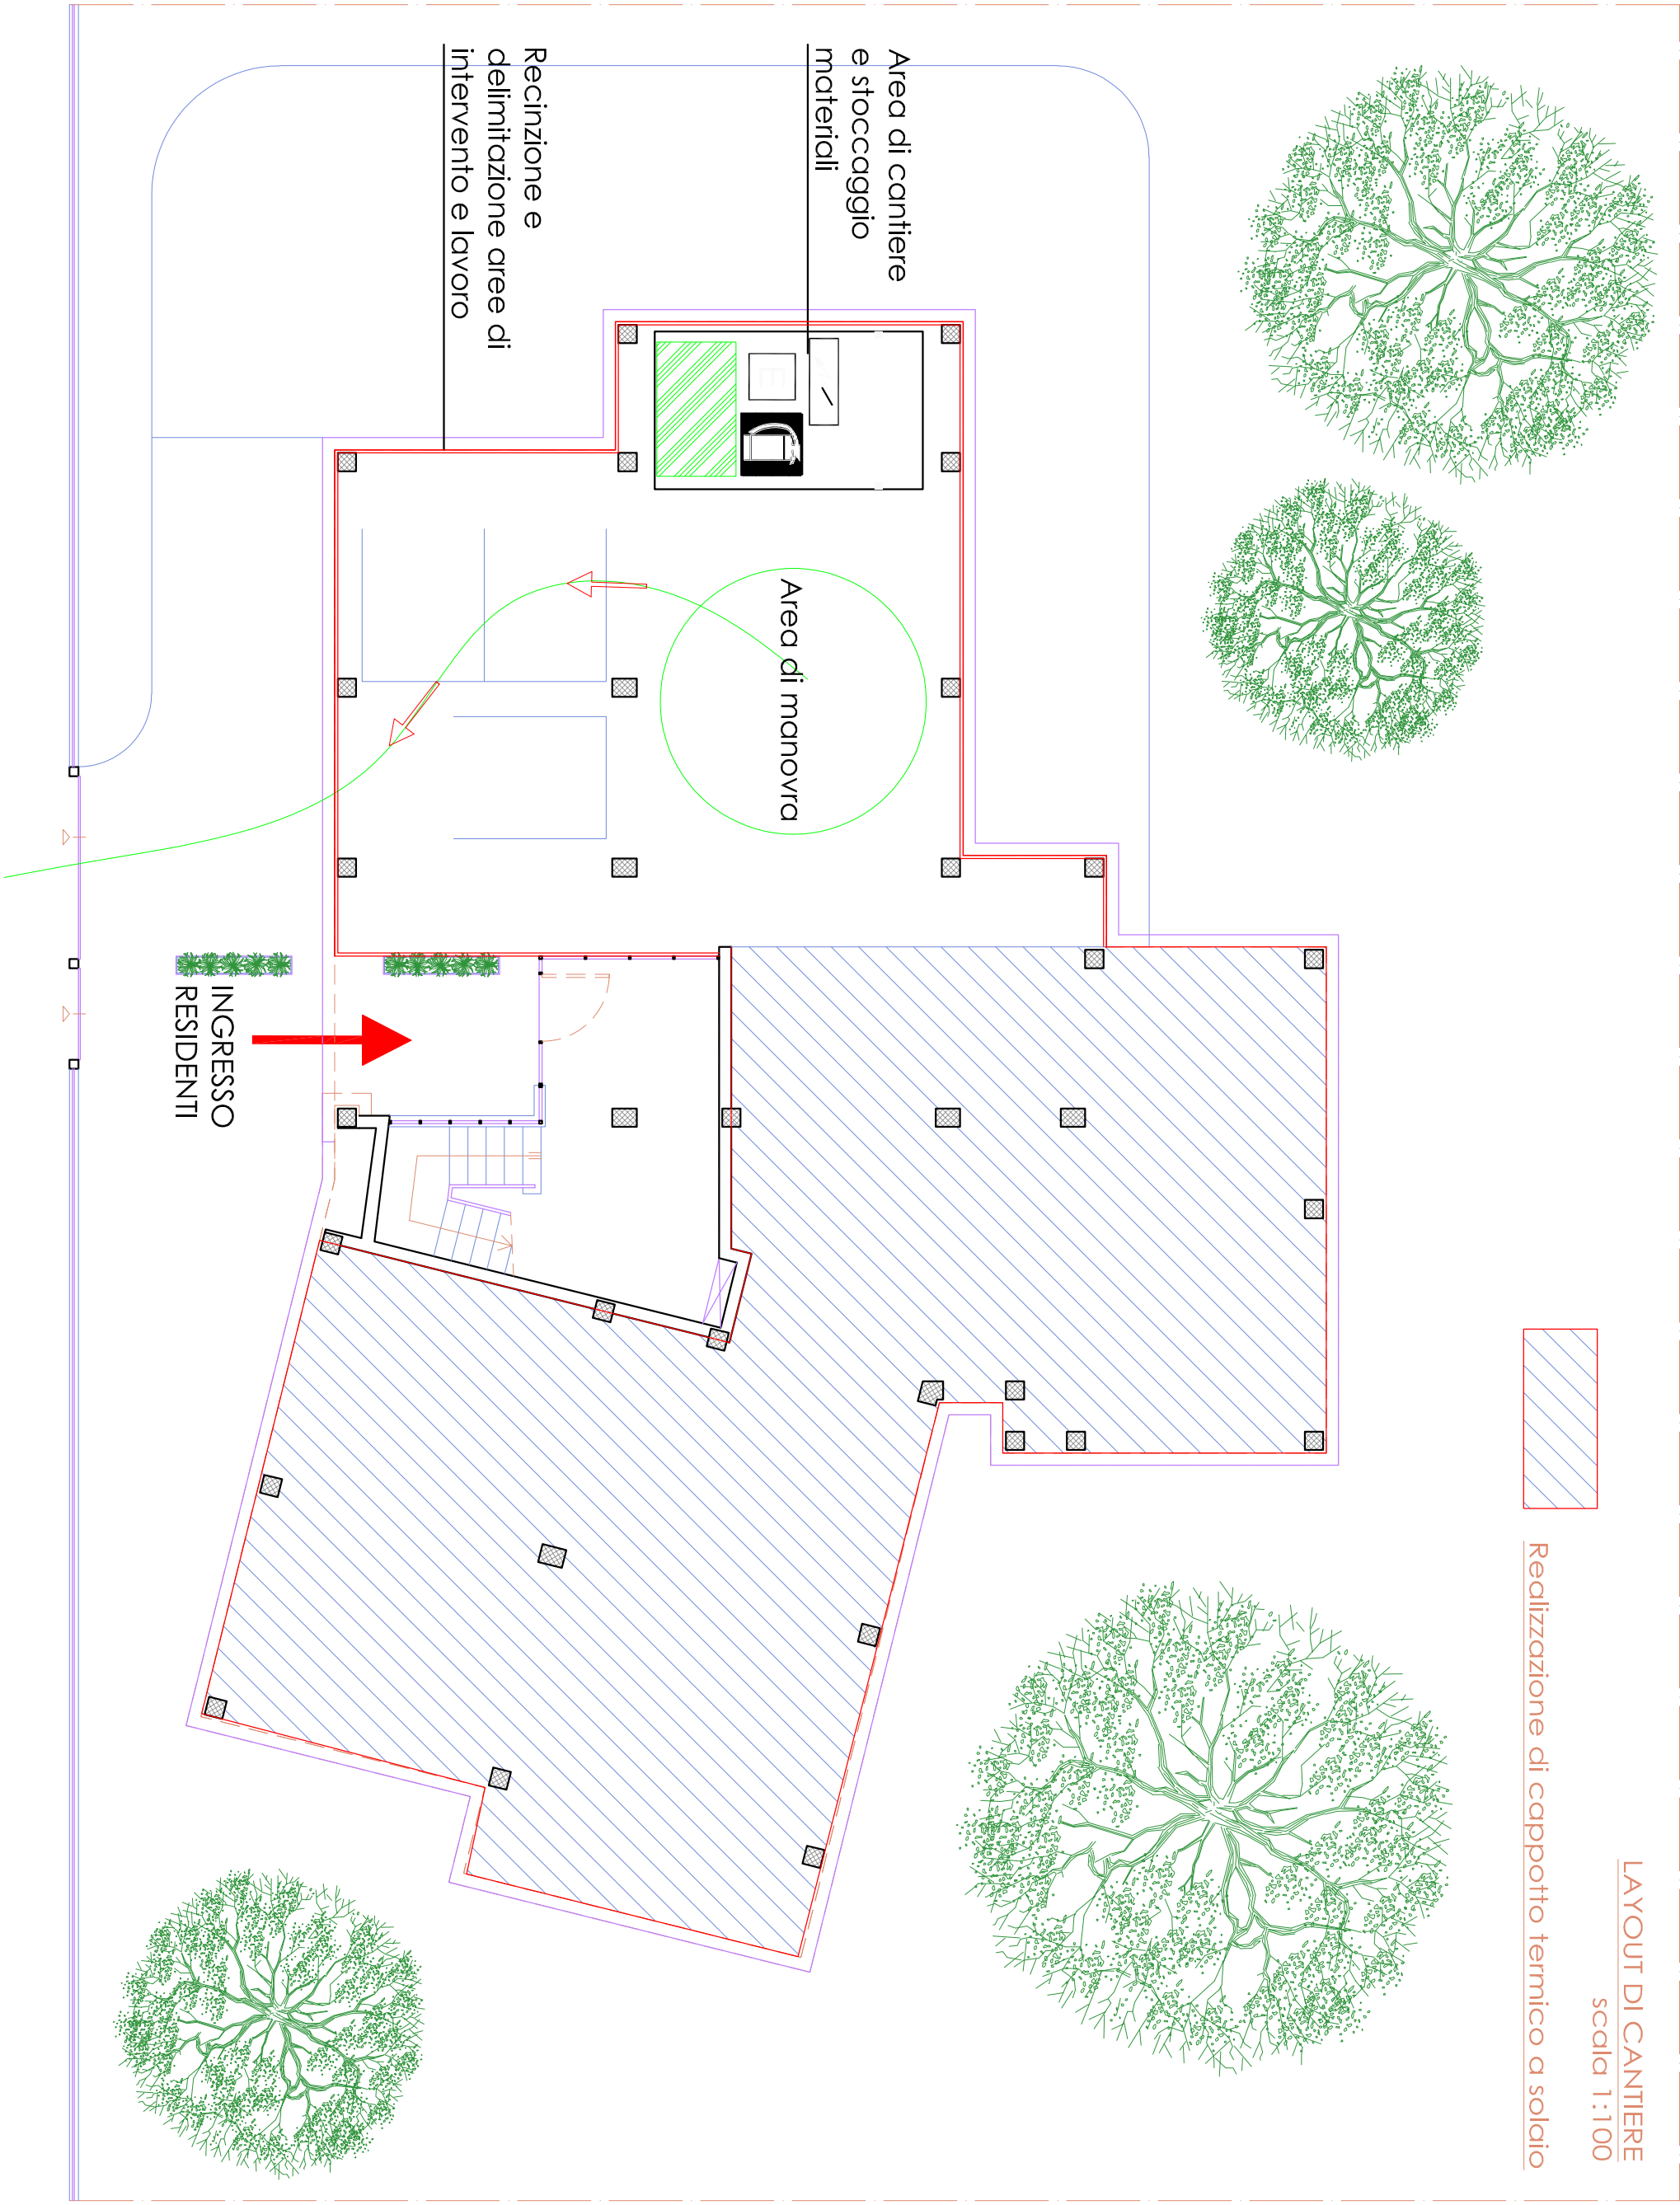 LAYOUT DI CANTIERE
scala 1:100
Realizzazione di cappotto termico a solaio
Area di cantiere
e stoccaggio
materiali
Recinzione e
delimitazione aree di
intervento e lavoro
Area di manovra
INGRESSO
RESIDENTI